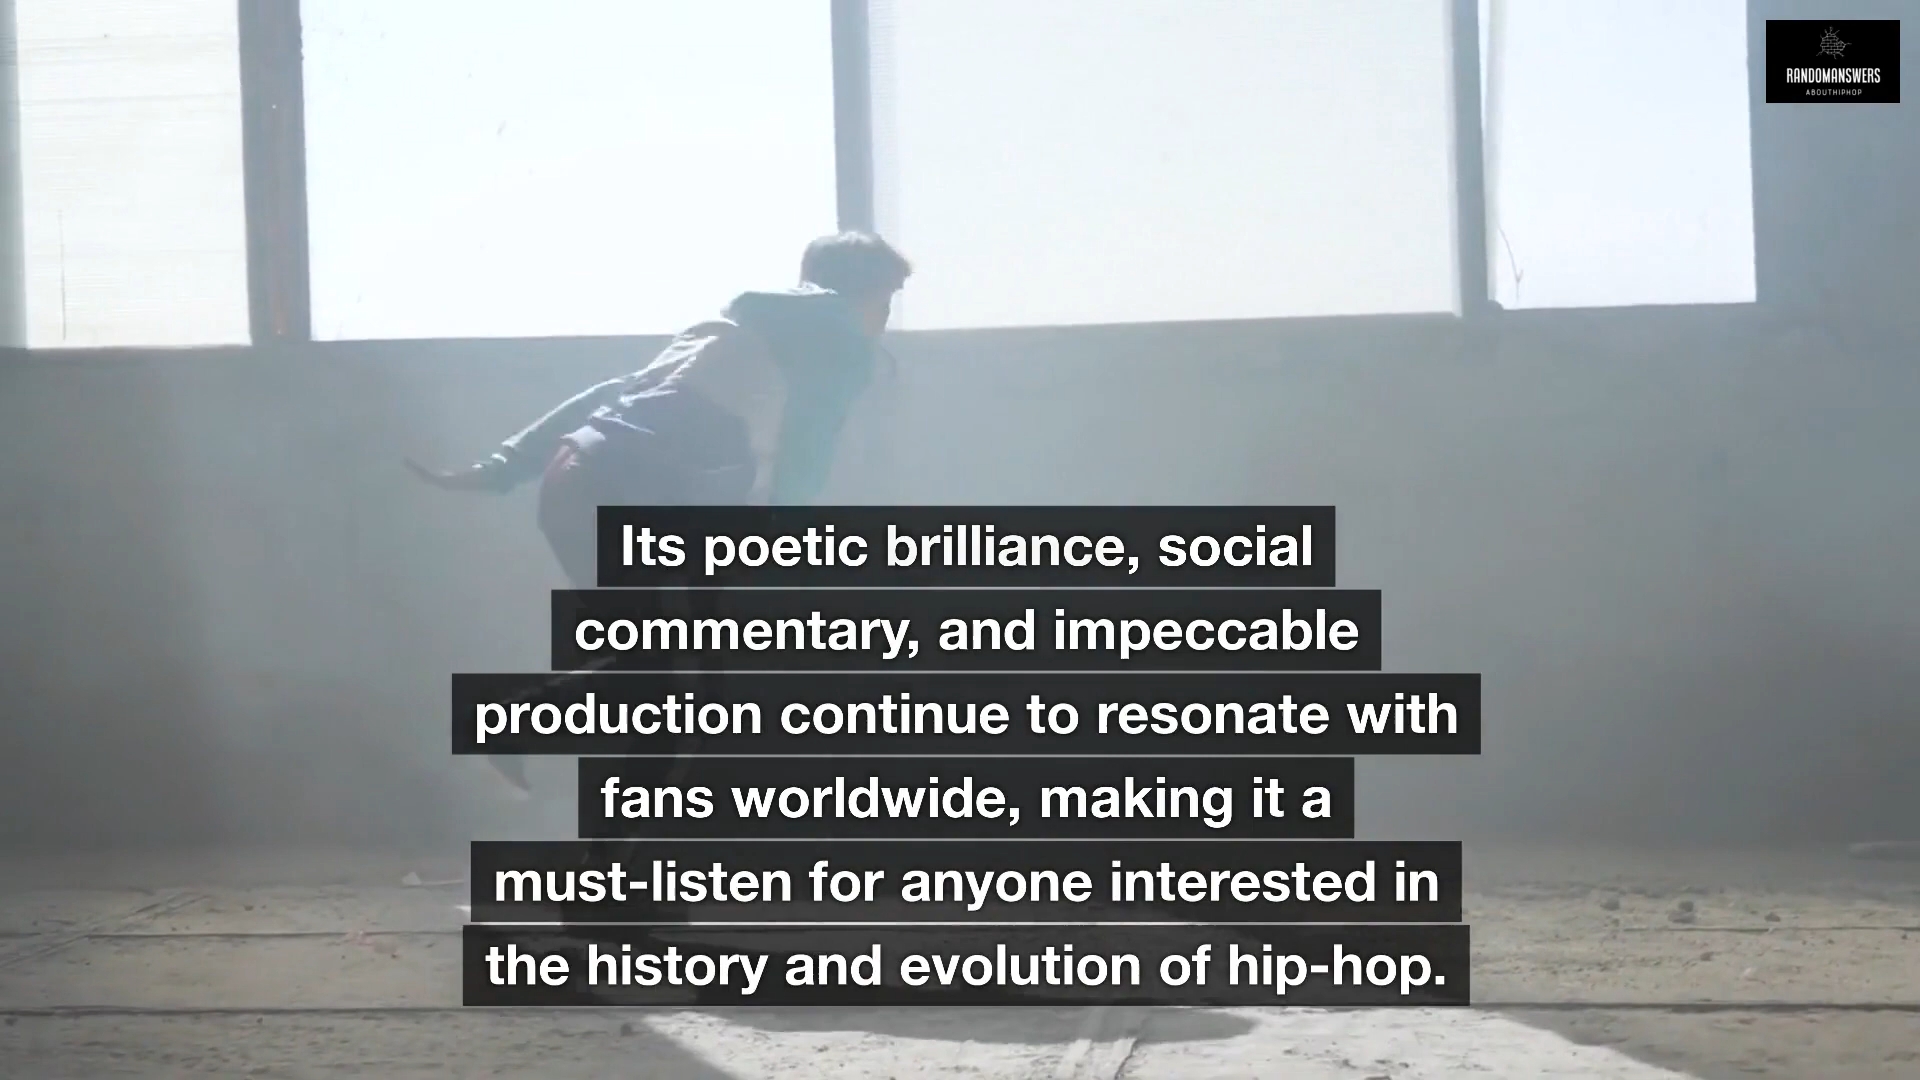 RANDOMANSWERS
ABOUTHIPHOP
Its poetic brilliance, social
commentary, and impeccable
production continue to resonate with
fans worldwide, making it a
must-listen for anyone interested in
the history and evolution of hip-hop.